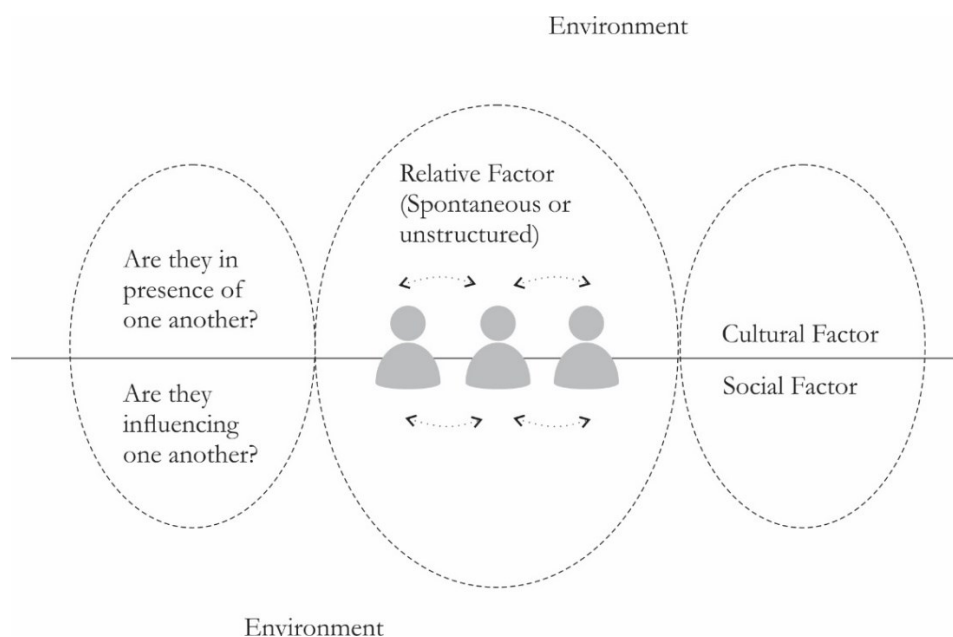 Environment
Relative Factor
(Spontaneous or
unstructured)
Are they in
presence of
one another?
Cultural Factor
Are they
influencing
one another?
Social Factor
Environment